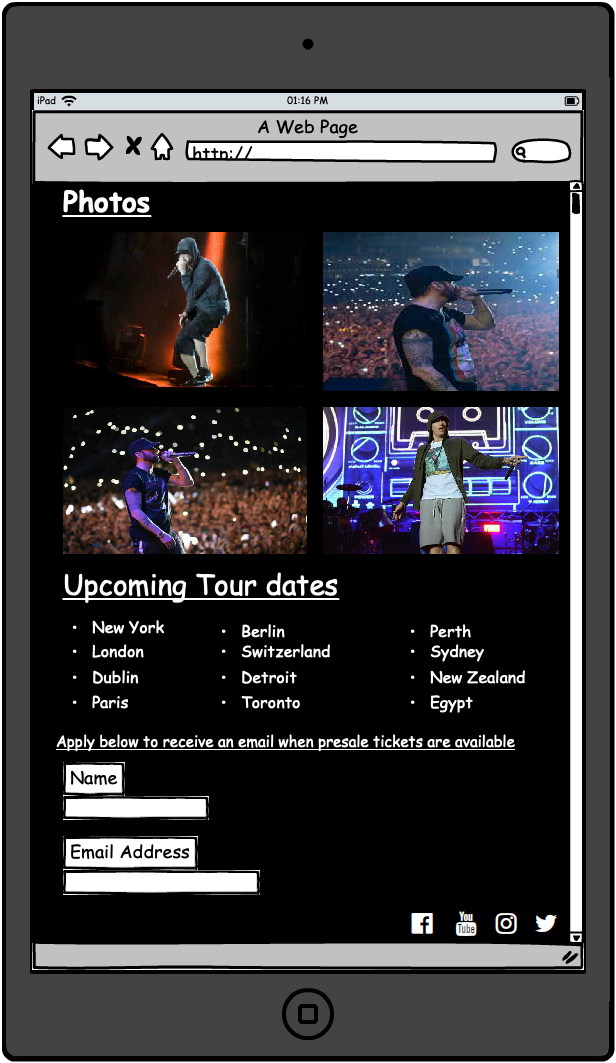 iPad 01:16 PM
A Web Page
http://
Photos
Upcoming Tour dates
• New York
• London
• Dublin
• Paris
• Berlin
• Switzerland
• Detroit
• Toronto
• Perth
• Sydney
• New Zealand
• Egypt
Apply below to receive an email when presale tickets are available
Name
Email Address
You
Tube